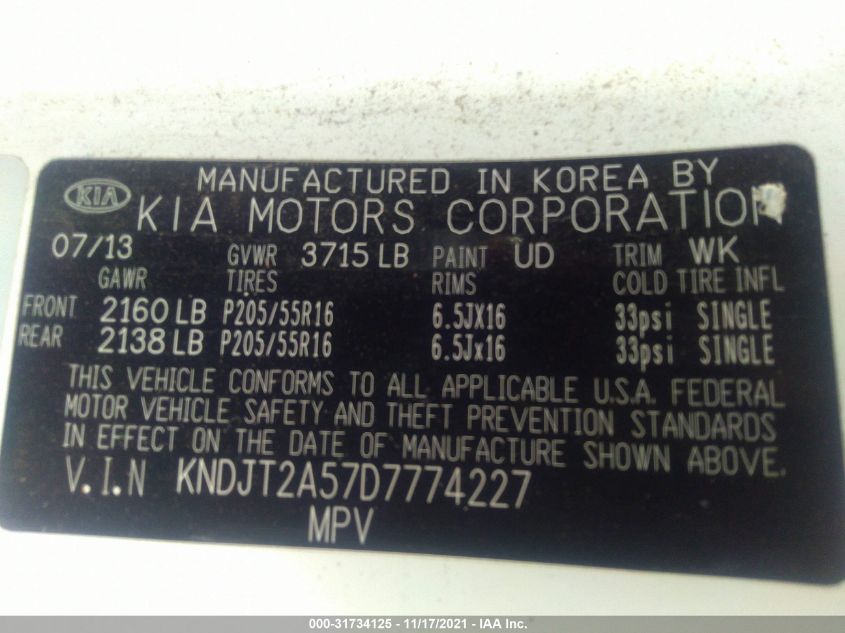 MANUFACTURED IN KOREA BY
KIA KIA MOTORS CORPORATION
07/13 GVWR 3715 LB PAINT UD TRIM WK
GAWR TIRES RIMS COLD TIRE INFL
FRONT 2160 LB P205/55R16 6.5JX16 33psi SINGLE
REAR 2138 LB P205/55R16 6.5Jx16 33psi SINGLE
THIS VEHICLE CONFORMS TO ALL APPLICABLE U.S.A. FEDERAL
MOTOR VEHICLE SAFETY AND THEFT PREVENTION STANDARDS
IN EFFECT ON THE DATE OF MANUFACTURE SHOWN ABOVE.
V.I.N KNDJT2A57D7774227
MPV
000-31734125 - 11/17/2021 - IAA Inc.